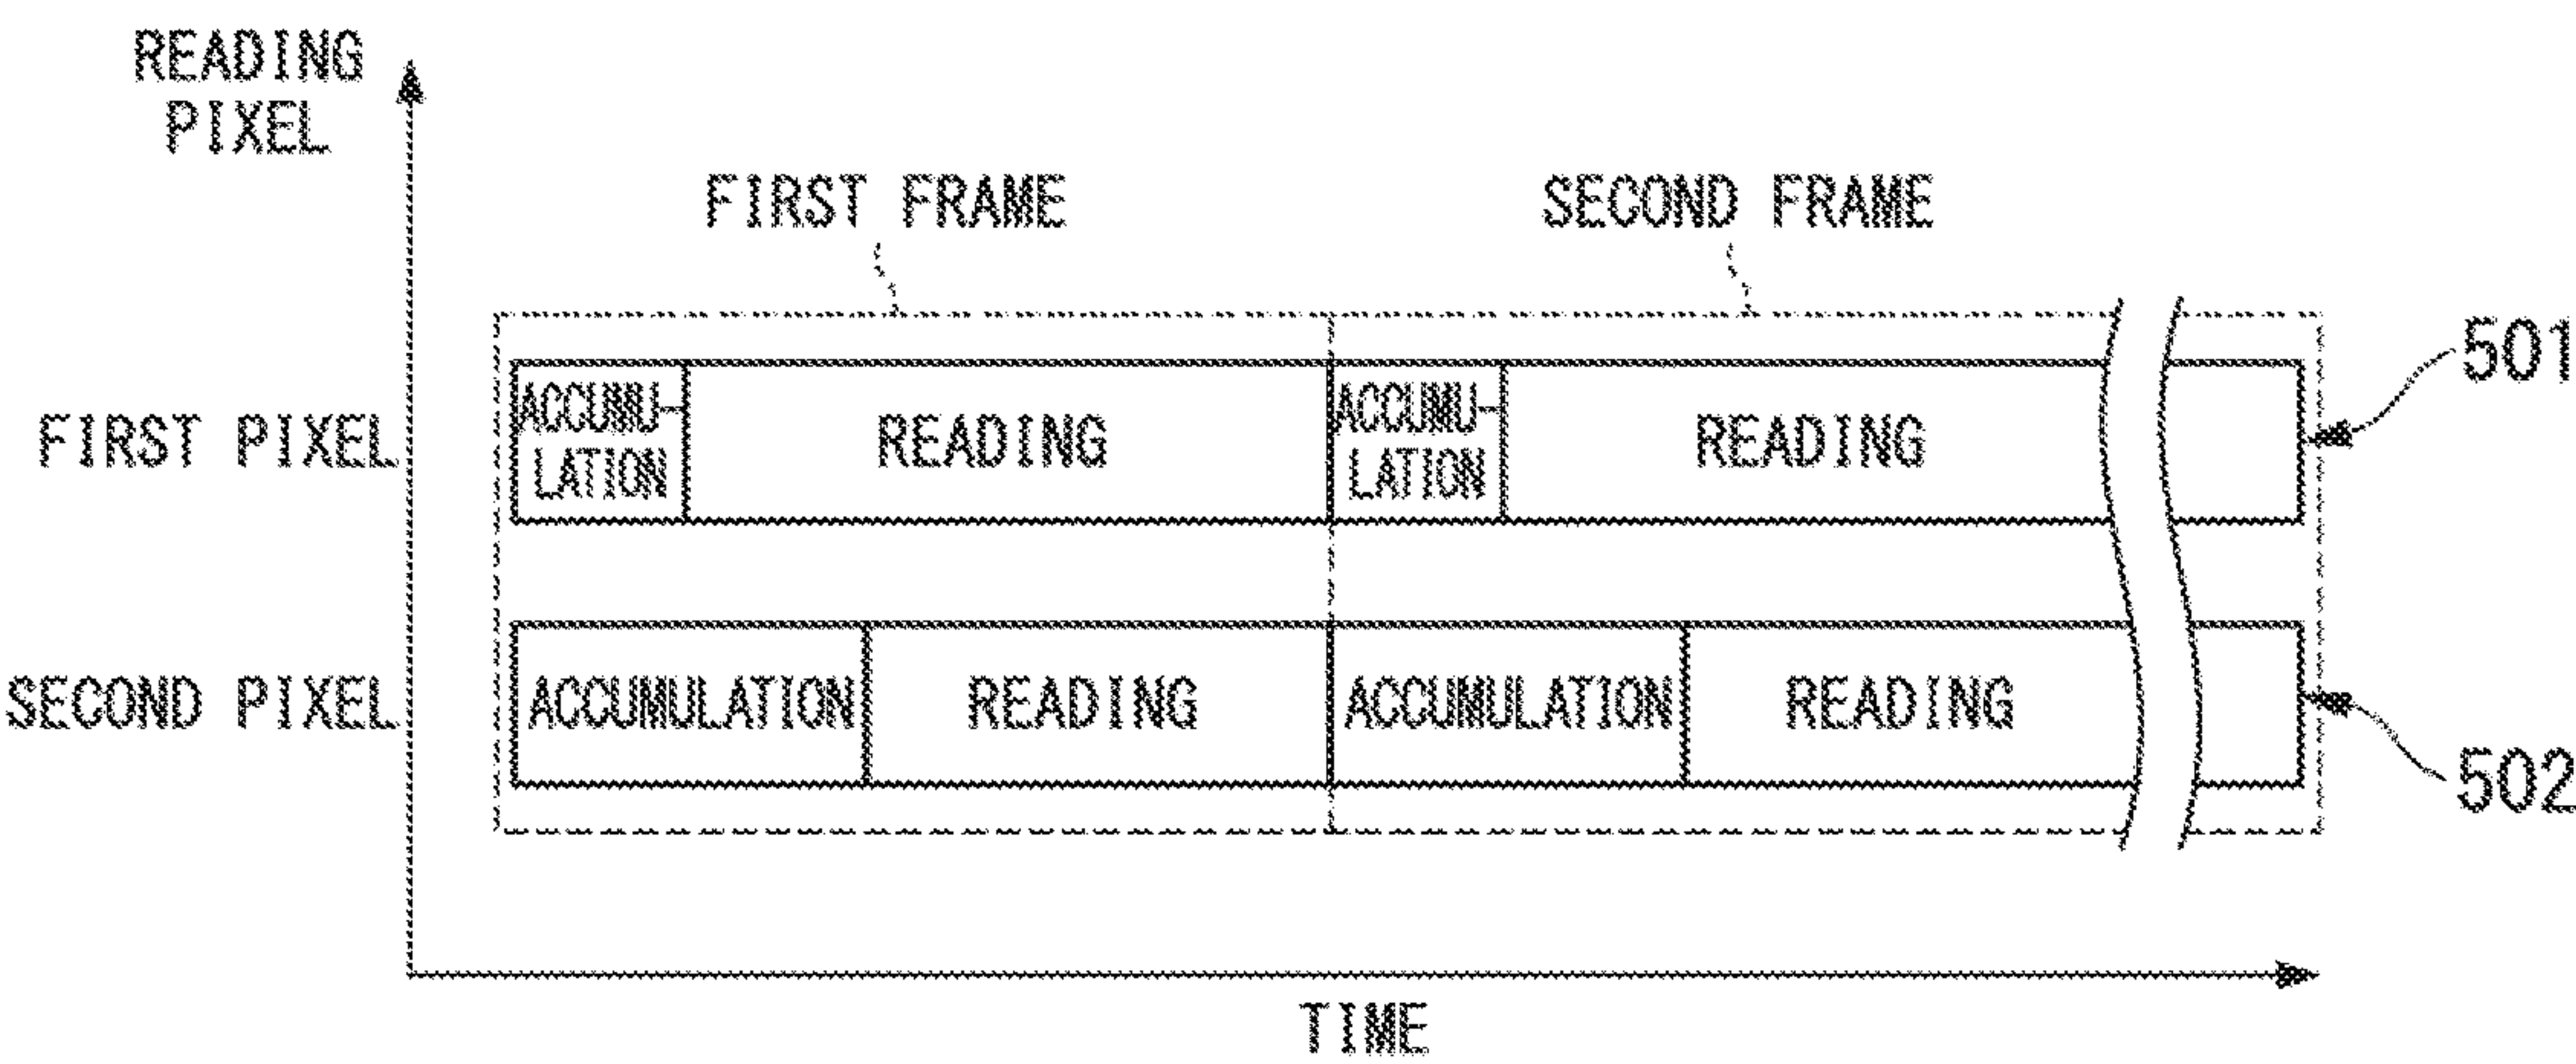 READING
PIXEL
FIRST FRAME
SECOND FRAME
501
FIRST PIXEL
ACCUMU-
LATION
READING
ACCUMU-
LATION
READING
SECOND PIXEL
ACCUMULATION
READING
ACCUMULATION
READING
502
TIME